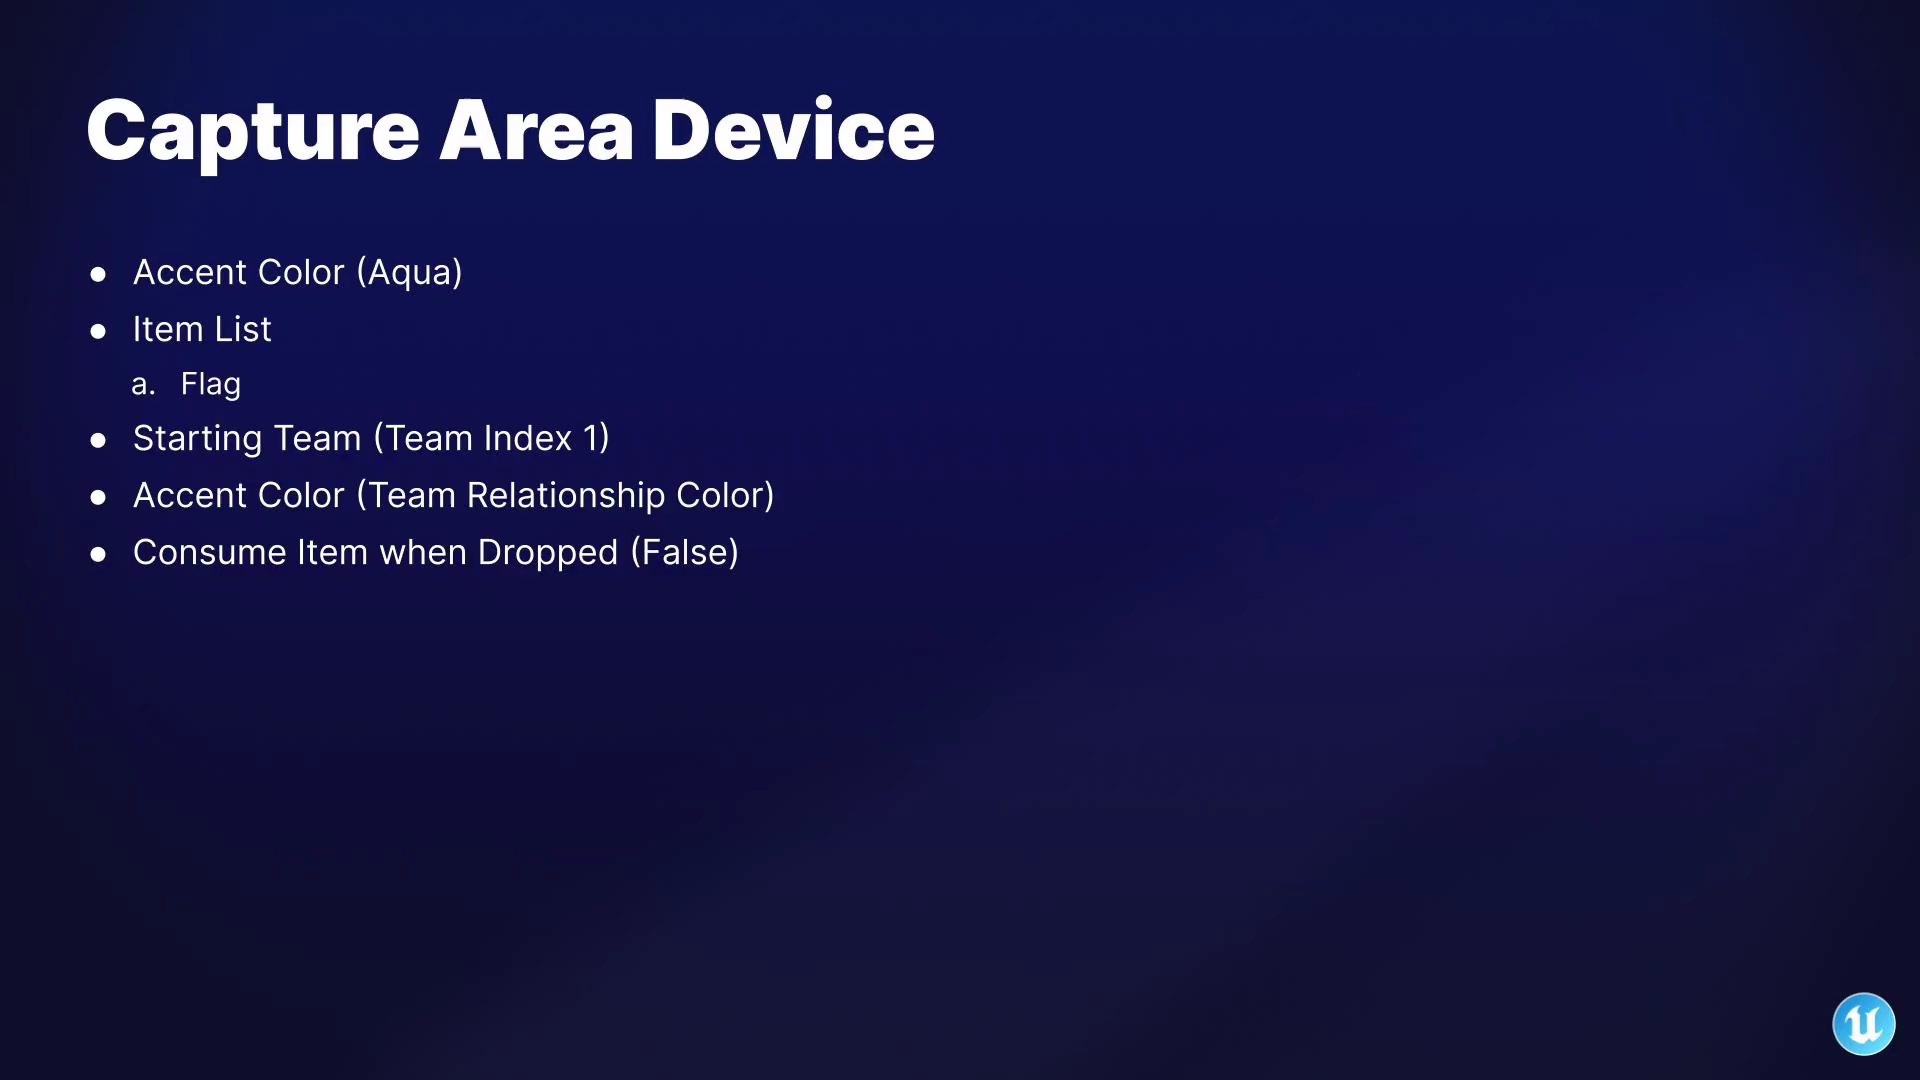 Capture Area Device
● Accent Color (Aqua)
● Item List
a. Flag
● Starting Team (Team Index 1)
● Accent Color (Team Relationship Color)
● Consume Item when Dropped (False)